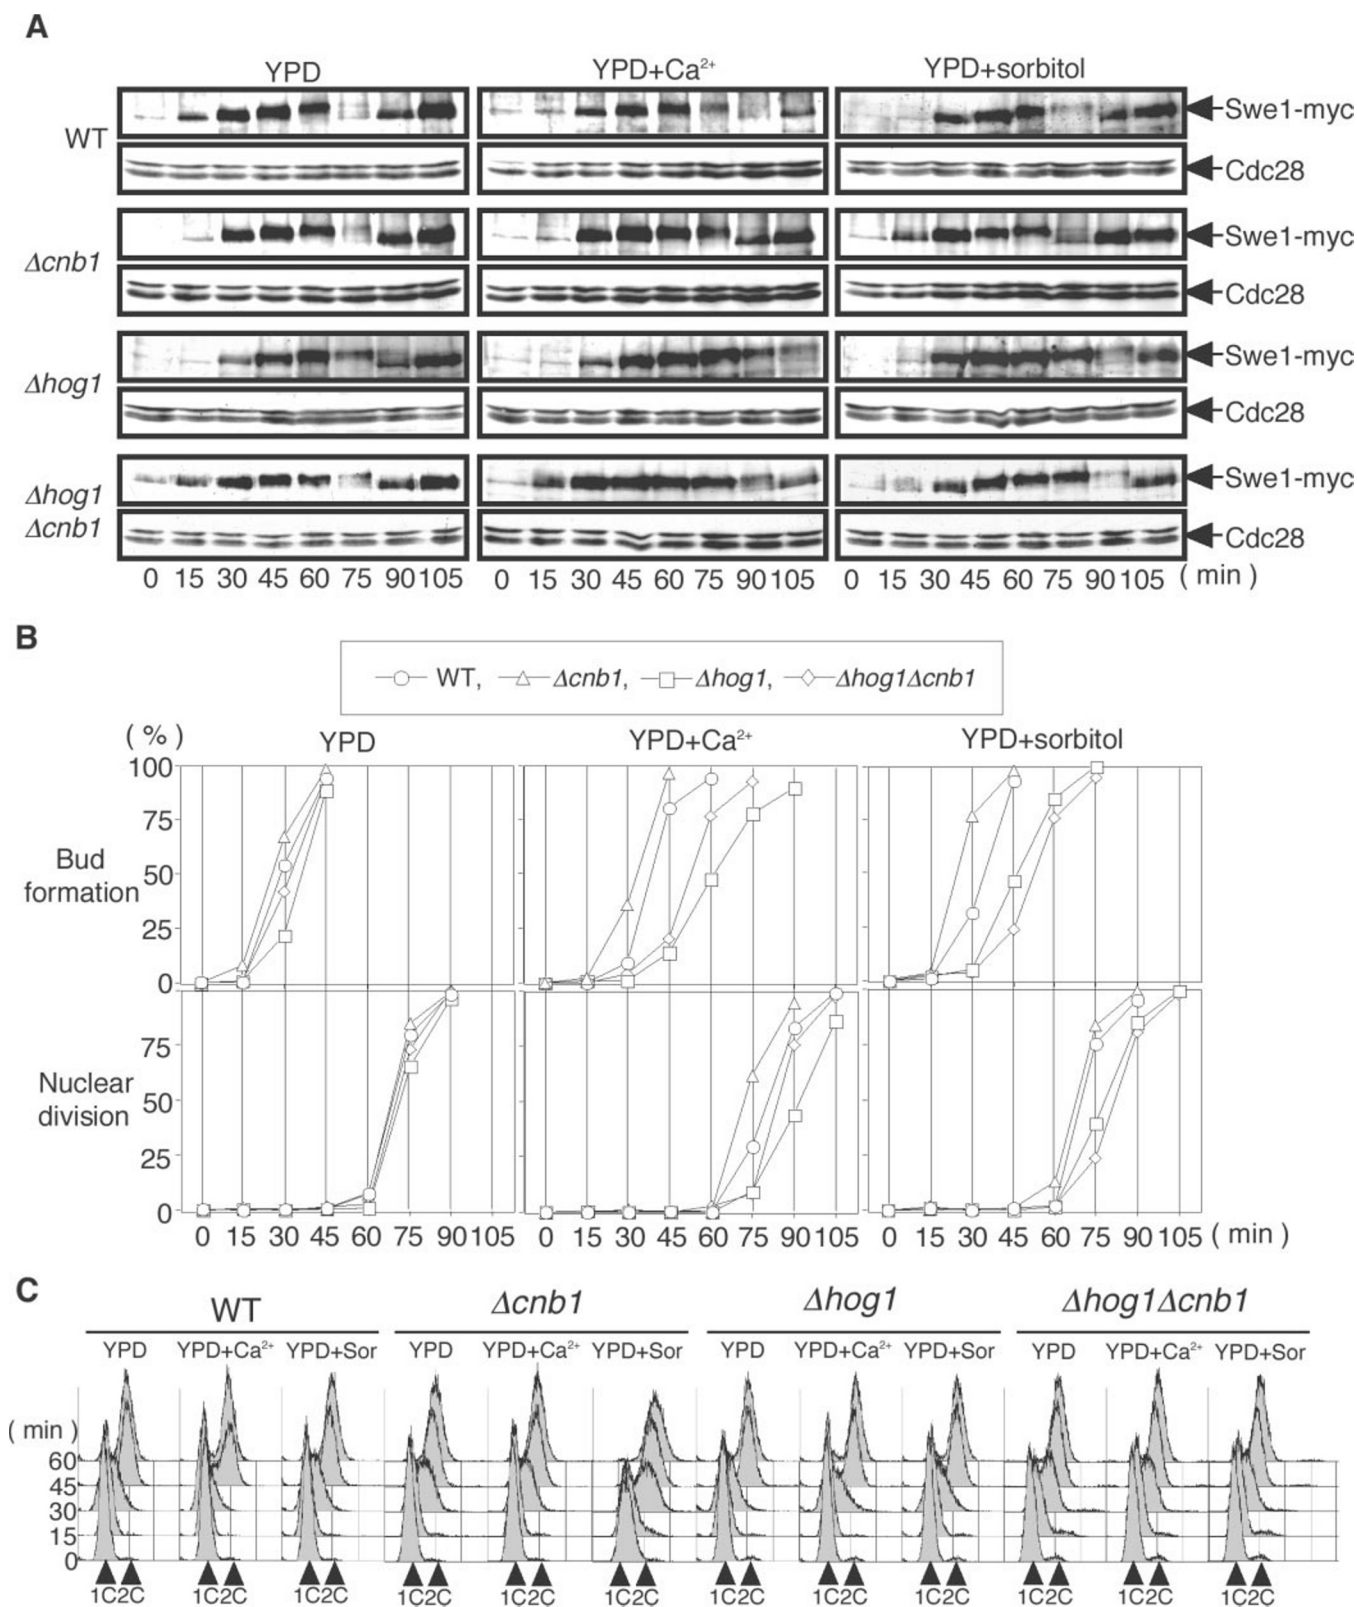 A
YPD YPD+Ca²⁺ YPD+sorbitol
WT
Swe1-myc
Cdc28
Δcnb1
Swe1-myc
Cdc28
Δhog1
Swe1-myc
Cdc28
Δhog1
Δcnb1
Swe1-myc
Cdc28
0 15 30 45 60 75 90 105 0 15 30 45 60 75 90 105 0 15 30 45 60 75 90 105 ( min )
B
WT, Δcnb1, Δhog1, Δhog1Δcnb1
( % ) YPD YPD+Ca²⁺ YPD+sorbitol
100
75
Bud
formation
50
25
0
75
Nuclear
division
50
25
0
0 15 30 45 60 75 90 105 0 15 30 45 60 75 90 105 0 15 30 45 60 75 90 105 ( min )
C
WT Δcnb1 Δhog1 Δhog1Δcnb1
YPD YPD+Ca²⁺ YPD+Sor YPD YPD+Ca²⁺ YPD+Sor YPD YPD+Ca²⁺ YPD+Sor YPD YPD+Ca²⁺ YPD+Sor
( min )
60
45
30
15
0
1C2C 1C2C 1C2C 1C2C 1C2C 1C2C 1C2C 1C2C 1C2C 1C2C 1C2C 1C2C